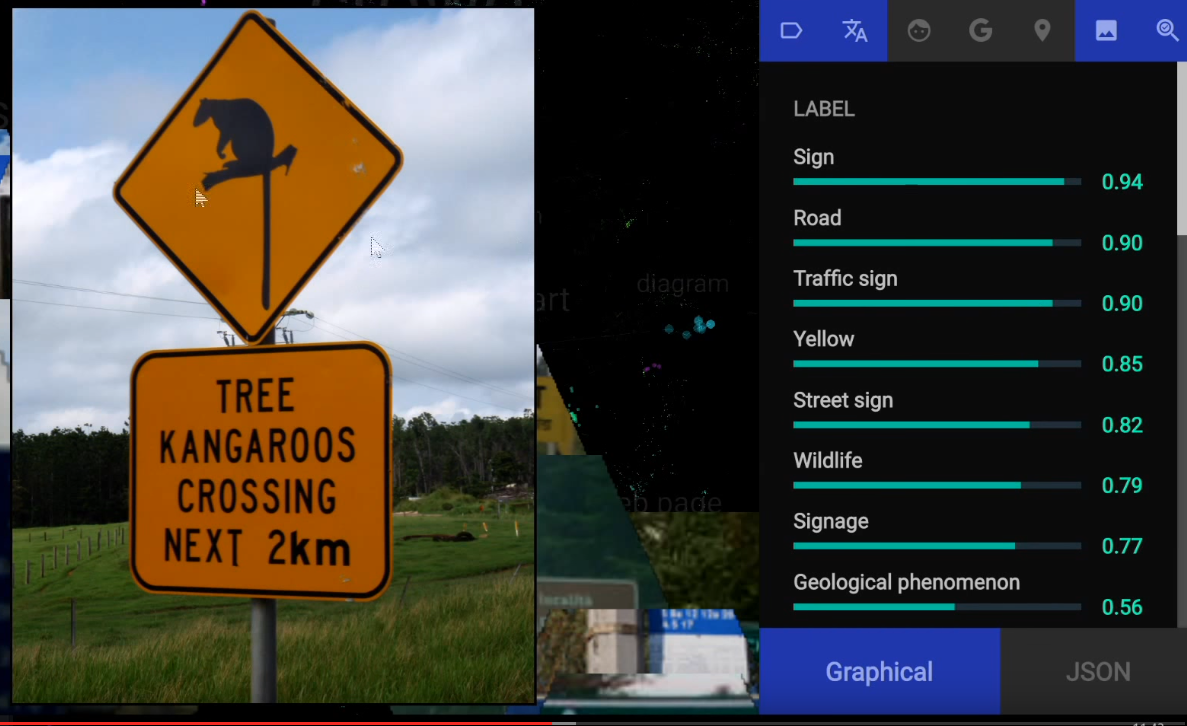 TREE
KANGAROOS
CROSSING
NEXT 2km
diagram
LABEL
Sign 0.94
Road 0.90
Traffic sign 0.90
Yellow 0.85
Street sign 0.82
Wildlife 0.79
Signage 0.77
Geological phenomenon 0.56
Graphical
JSON